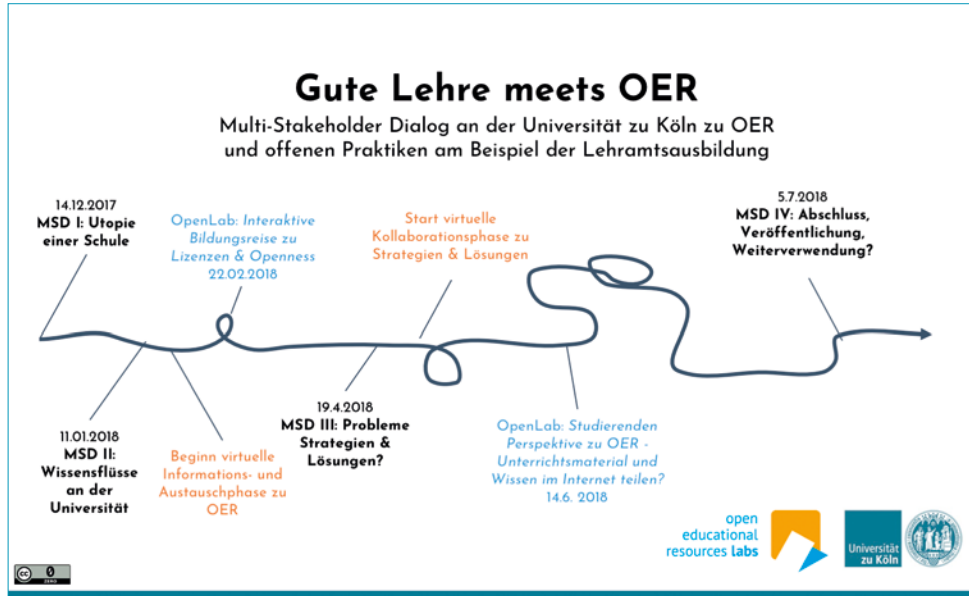 Gute Lehre meets OER
Multi-Stakeholder Dialog an der Universität zu Köln zu OER
und offenen Praktiken am Beispiel der Lehramtsausbildung
14.12.2017
MSD I: Utopie
einer Schule
OpenLab: Interaktive
Bildungsreise zu
Lizenzen & Openness
22.02.2018
Start virtuelle
Kollaborationsphase zu
Strategien & Lösungen
5.7.2018
MSD IV: Abschluss,
Veröffentlichung,
Weiterverwendung?
11.01.2018
MSD II:
Wissensflüsse
an der
Universität
Beginn virtuelle
Informations- und
Austauschphase zu
OER
19.4.2018
MSD III: Probleme
Strategien &
Lösungen?
OpenLab: Studierenden
Perspektive zu OER -
Unterrichtsmaterial und
Wissen im Internet teilen?
14.6. 2018
open
educational
resources labs
Universität
zu Köln
cc 0
ZERO